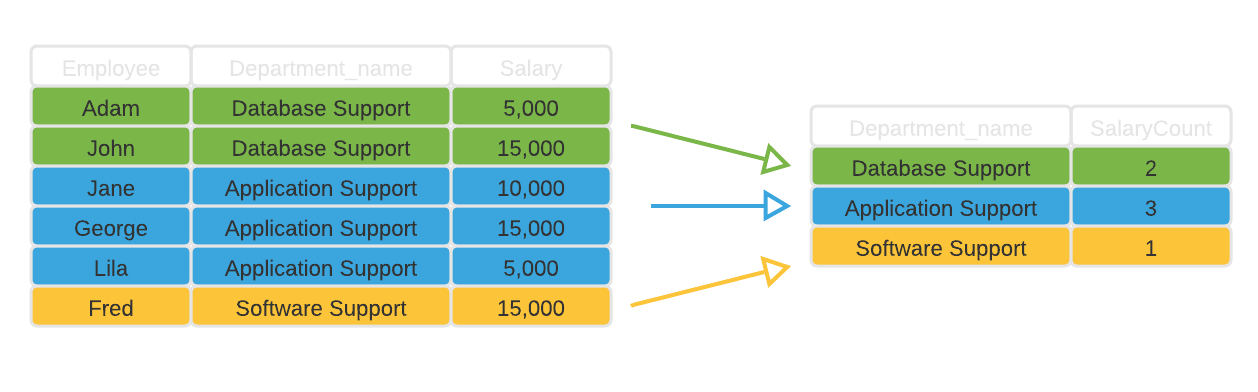 Employee Department_name Salary
Adam Database Support 5,000
John Database Support 15,000
Jane Application Support 10,000
George Application Support 15,000
Lila Application Support 5,000
Fred Software Support 15,000
Department_name SalaryCount
Database Support 2
Application Support 3
Software Support 1